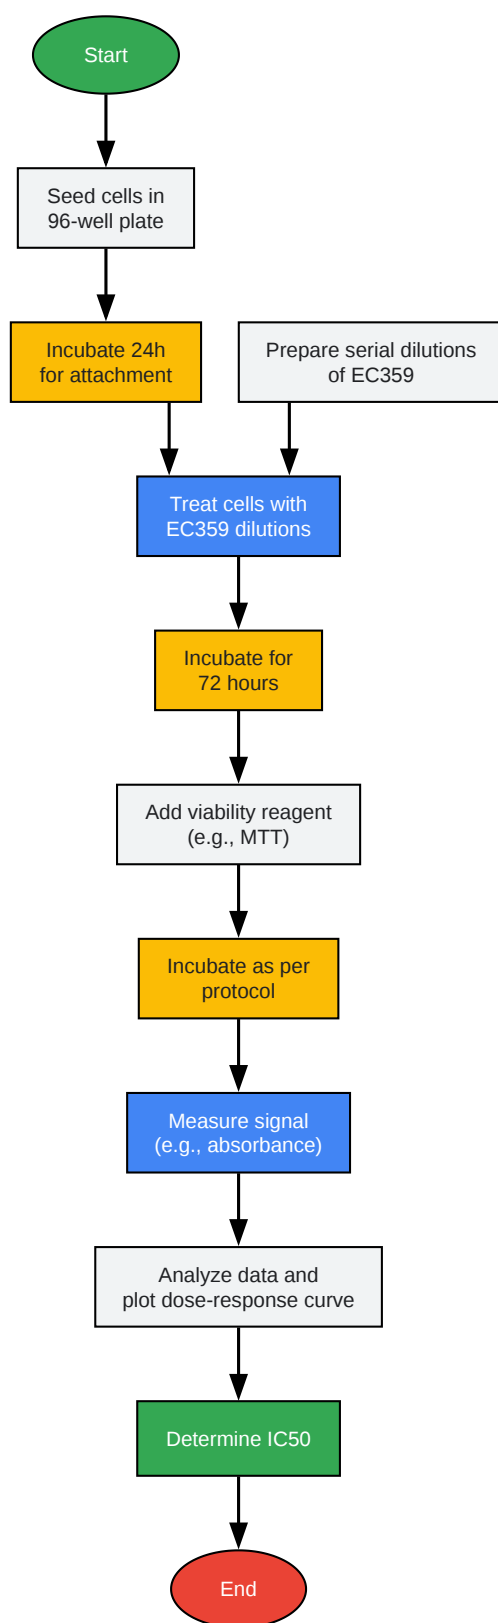 Start
Seed cells in
96-well plate
Incubate 24h
for attachment
Prepare serial dilutions
of EC359
Treat cells with
EC359 dilutions
Incubate for
72 hours
Add viability reagent
(e.g., MTT)
Incubate as per
protocol
Measure signal
(e.g., absorbance)
Analyze data and
plot dose-response curve
Determine IC50
End